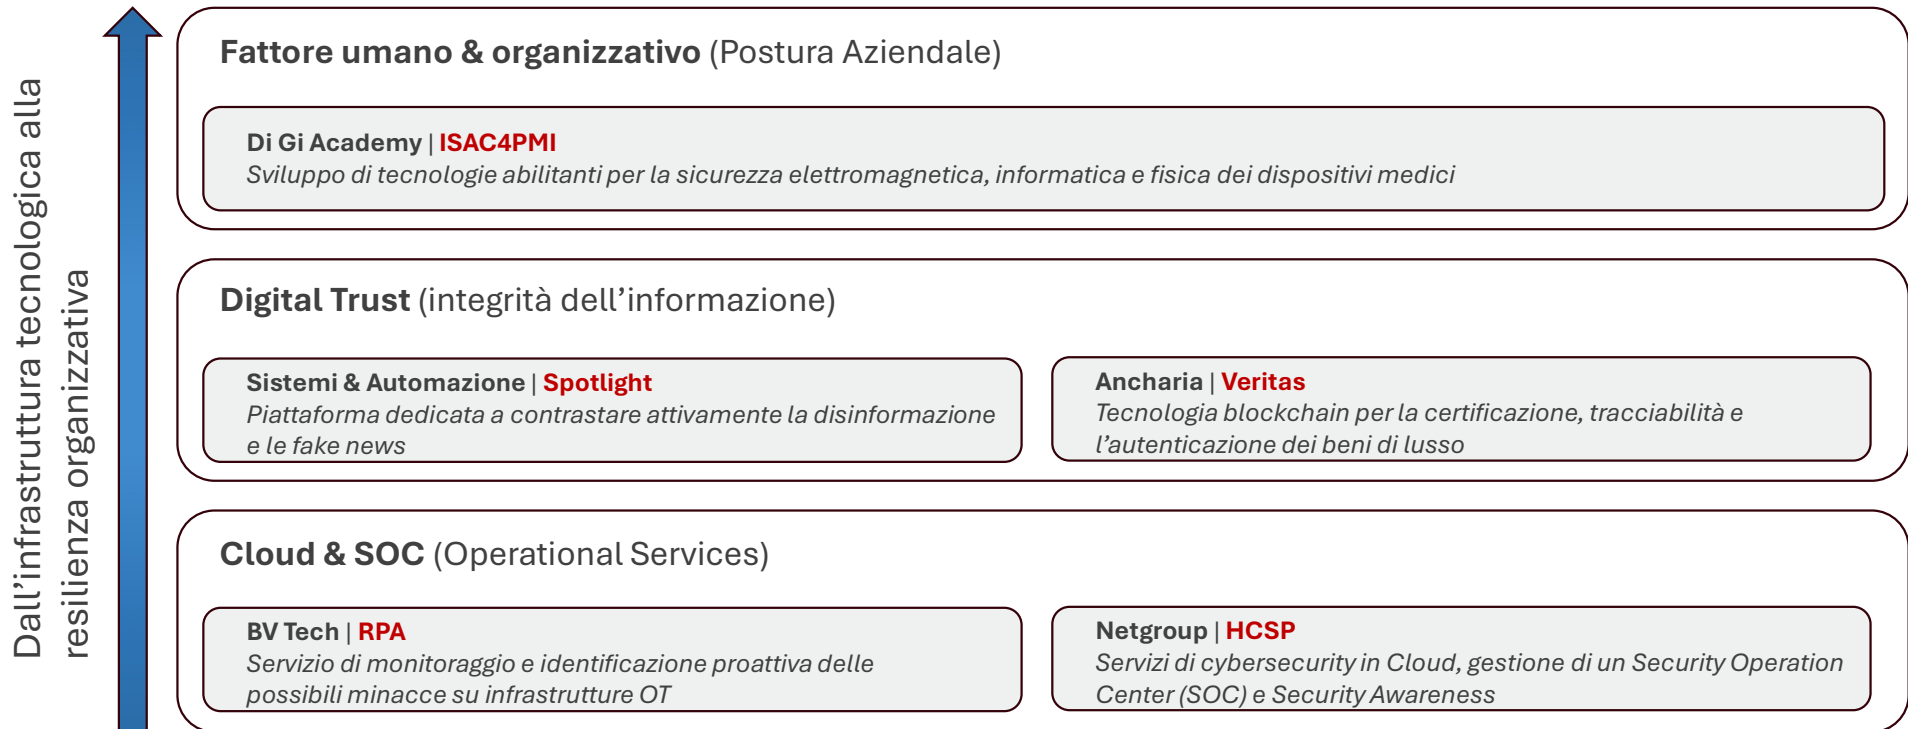 Dall'infrastruttura tecnologica alla
resilienza organizzativa
Fattore umano & organizzativo (Postura Aziendale)
Di Gi Academy | ISAC4PMI
Sviluppo di tecnologie abilitanti per la sicurezza elettromagnetica, informatica e fisica dei dispositivi medici
Digital Trust (integrità dell'informazione)
Sistemi & Automazione | Spotlight
Piattaforma dedicata a contrastare attivamente la disinformazione
e le fake news
Ancharia | Veritas
Tecnologia blockchain per la certificazione, tracciabilità e
l'autenticazione dei beni di lusso
Cloud & SOC (Operational Services)
BV Tech | RPA
Servizio di monitoraggio e identificazione proattiva delle
possibili minacce su infrastrutture OT
Netgroup | HCSP
Servizi di cybersecurity in Cloud, gestione di un Security Operation
Center (SOC) e Security Awareness